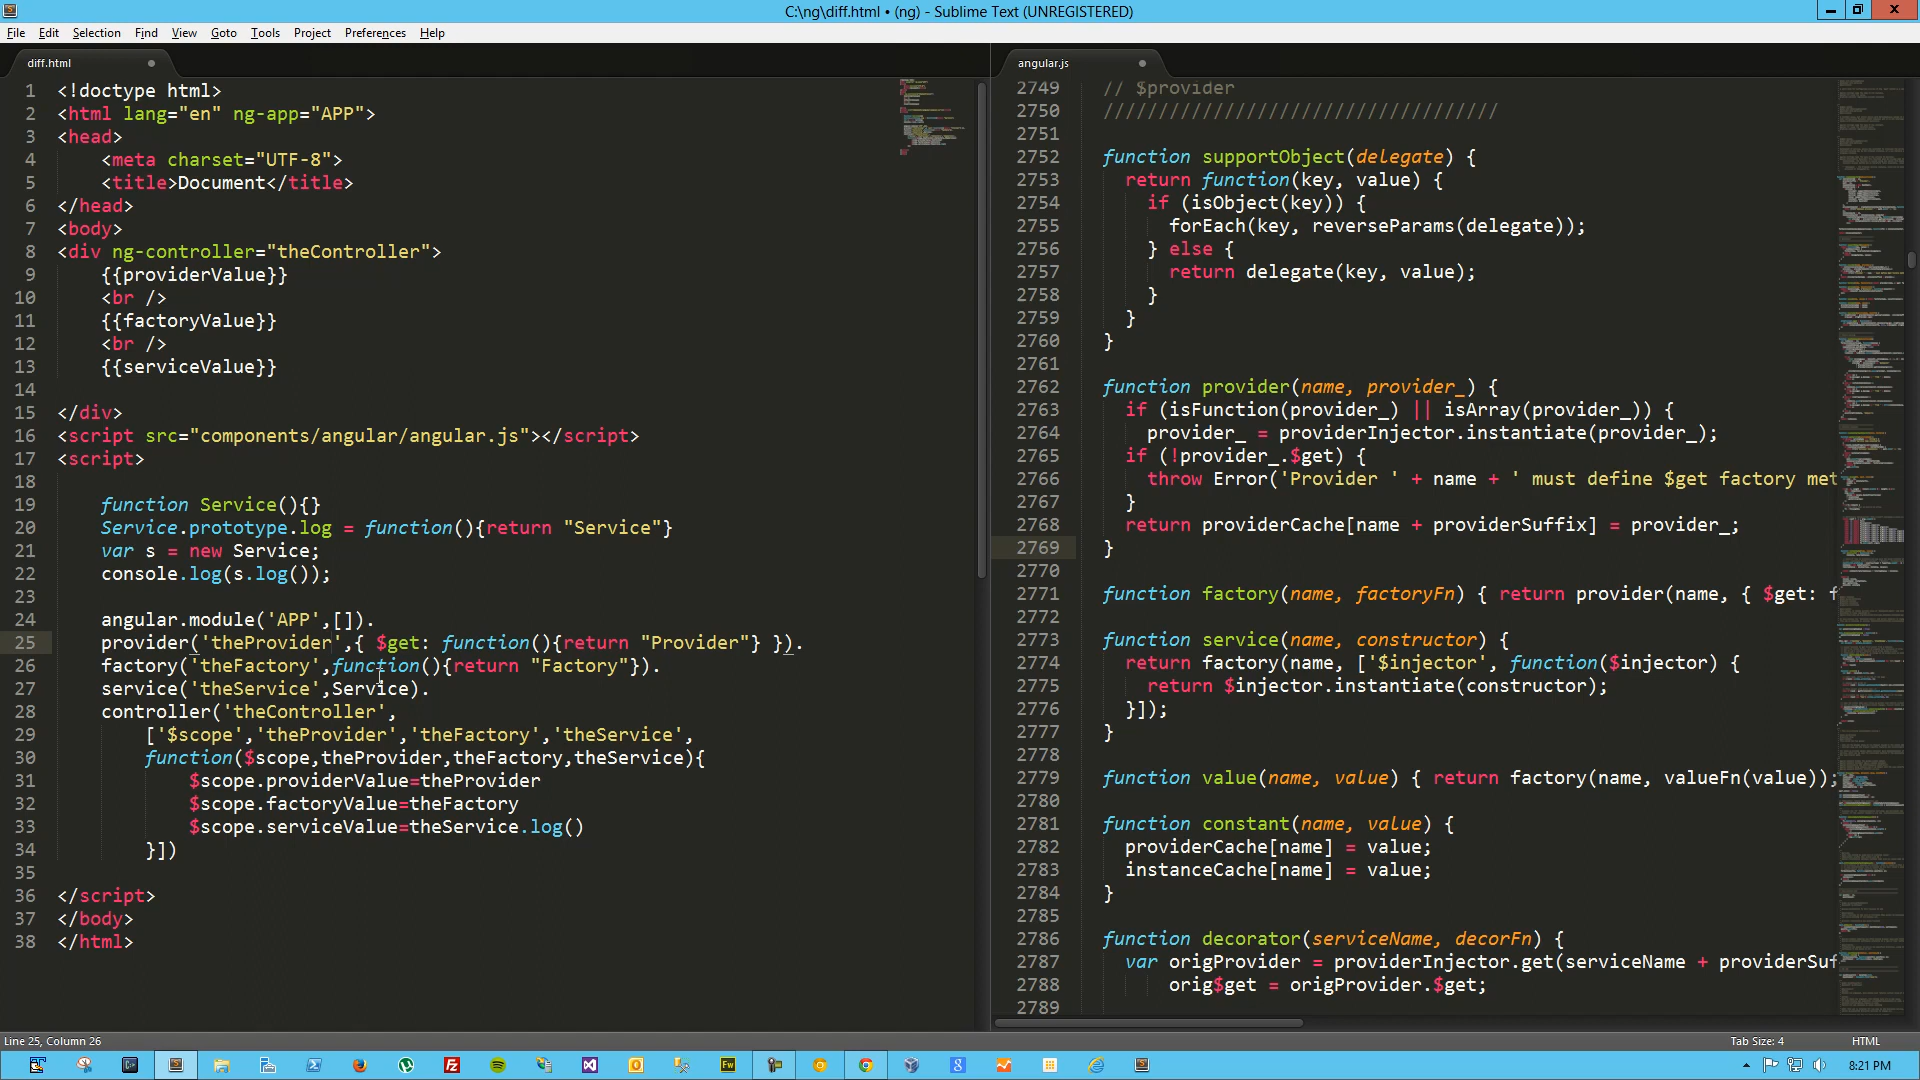 C:\ng\diff.html • (ng) - Sublime Text (UNREGISTERED)
File Edit Selection Find View Goto Tools Project Preferences Help
diff.html
1 <!doctype html>
2 <html lang="en" ng-app="APP">
3 <head>
4 <meta charset="UTF-8">
5 <title>Document</title>
6 </head>
7 <body>
8 <div ng-controller="theController">
9 {{providerValue}}
10 <br />
11 {{factoryValue}}
12 <br />
13 {{serviceValue}}
14
15 </div>
16 <script src="components/angular/angular.js"></script>
17 <script>
18
19 function Service(){}
20 Service.prototype.log = function(){return "Service"}
21 var s = new Service;
22 console.log(s.log());
23
24 angular.module('APP',[]).
25 provider('theProvider',{ $get: function(){return "Provider"} }).
26 factory('theFactory',function(){return "Factory"}).
27 service('theService',Service).
28 controller('theController',
29 ['$scope','theProvider','theFactory','theService',
30 function($scope,theProvider,theFactory,theService){
31 $scope.providerValue=theProvider
32 $scope.factoryValue=theFactory
33 $scope.serviceValue=theService.log()
34 }])
35
36 </script>
37 </body>
38 </html>
angular.js
2749 // $provider
2750 ////////////////////////////////////
2751
2752 function supportObject(delegate) {
2753 return function(key, value) {
2754 if (isObject(key)) {
2755 forEach(key, reverseParams(delegate));
2756 } else {
2757 return delegate(key, value);
2758 }
2759 }
2760 }
2761
2762 function provider(name, provider_) {
2763 if (isFunction(provider_) || isArray(provider_)) {
2764 provider_ = providerInjector.instantiate(provider_);
2765 if (!provider_.$get) {
2766 throw Error('Provider ' + name + ' must define $get factory met
2767 }
2768 return providerCache[name + providerSuffix] = provider_;
2769 }
2770
2771 function factory(name, factoryFn) { return provider(name, { $get: f
2772
2773 function service(name, constructor) {
2774 return factory(name, ['$injector', function($injector) {
2775 return $injector.instantiate(constructor);
2776 }]);
2777 }
2778
2779 function value(name, value) { return factory(name, valueFn(value));
2780
2781 function constant(name, value) {
2782 providerCache[name] = value;
2783 instanceCache[name] = value;
2784 }
2785
2786 function decorator(serviceName, decorFn) {
2787 var origProvider = providerInjector.get(serviceName + providerSuf
2788 orig$get = origProvider.$get;
2789
Line 25, Column 26
Tab Size: 4 HTML
8:21 PM